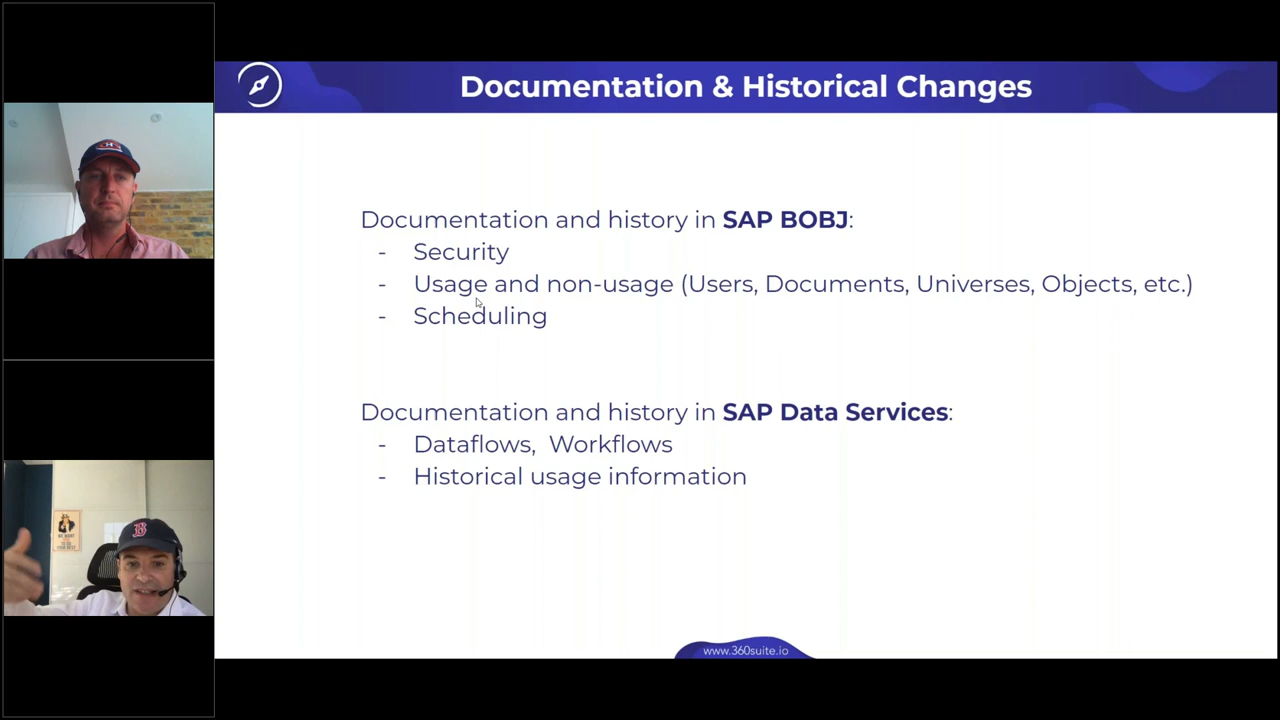 Documentation & Historical Changes
Documentation and history in SAP BOBJ:
- Security
- Usage and non-usage (Users, Documents, Universes, Objects, etc.)
- Scheduling
Documentation and history in SAP Data Services:
- Dataflows, Workflows
- Historical usage information
B
www.360suite.io